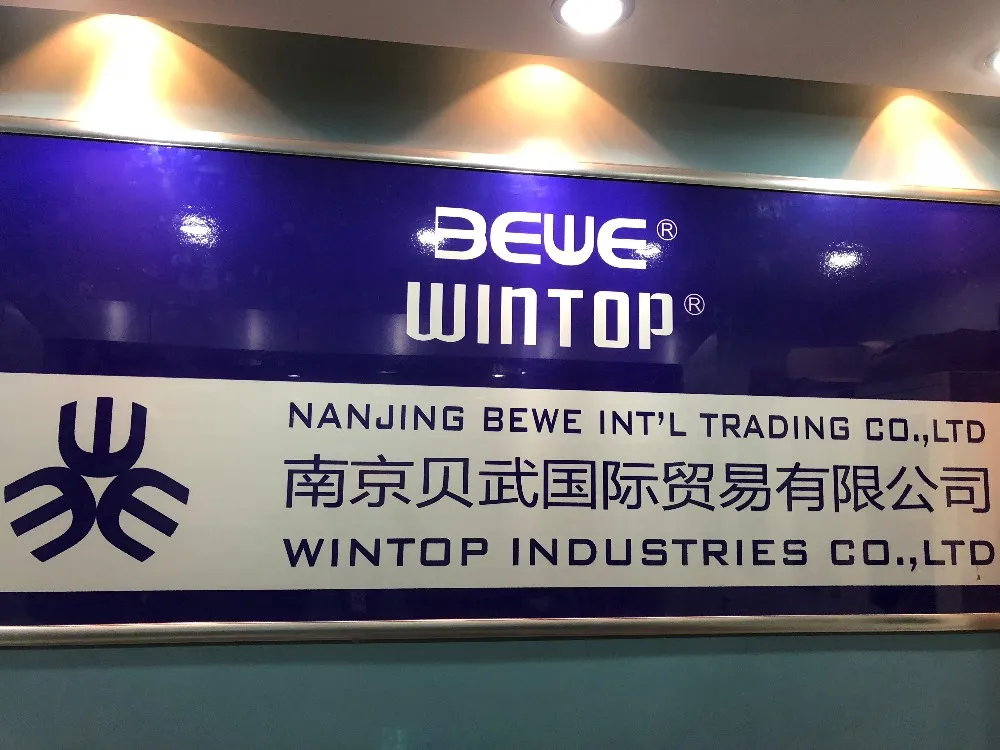 BEWE®
WINTOP®
NANJING BEWE INT'L TRADING CO.,LTD
南京贝武国际贸易有限公司
WINTOP INDUSTRIES CO.,LTD